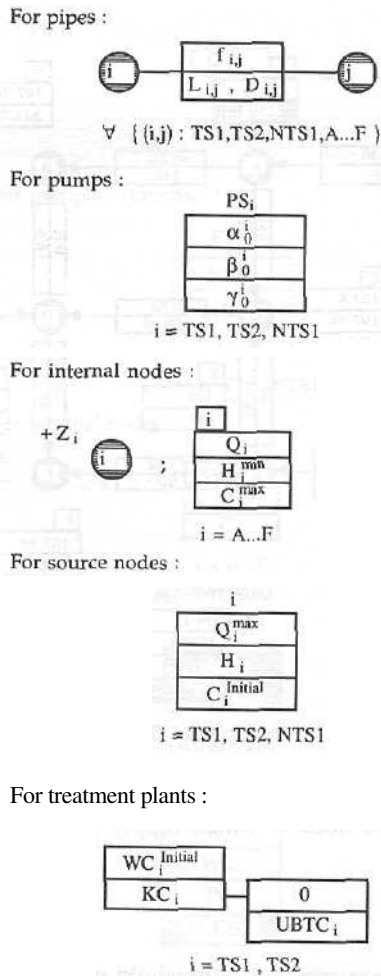 For pipes :
i f i,j j
L i,j , D i,j
∀ { (i,j) : TS1,TS2,NTS1,A...F }
For pumps :
PS i
α 0 i
β 0 i
γ 0 i
i = TS1, TS2, NTS1
For internal nodes :
+Z i i ; i
Q i
H i min
C i max
i = A...F
For source nodes :
i
Q i max
H i
C i Initial
i = TS1, TS2, NTS1
For treatment plants :
WC i Initial
KC i 0
UBTC i
i = TS1 , TS2